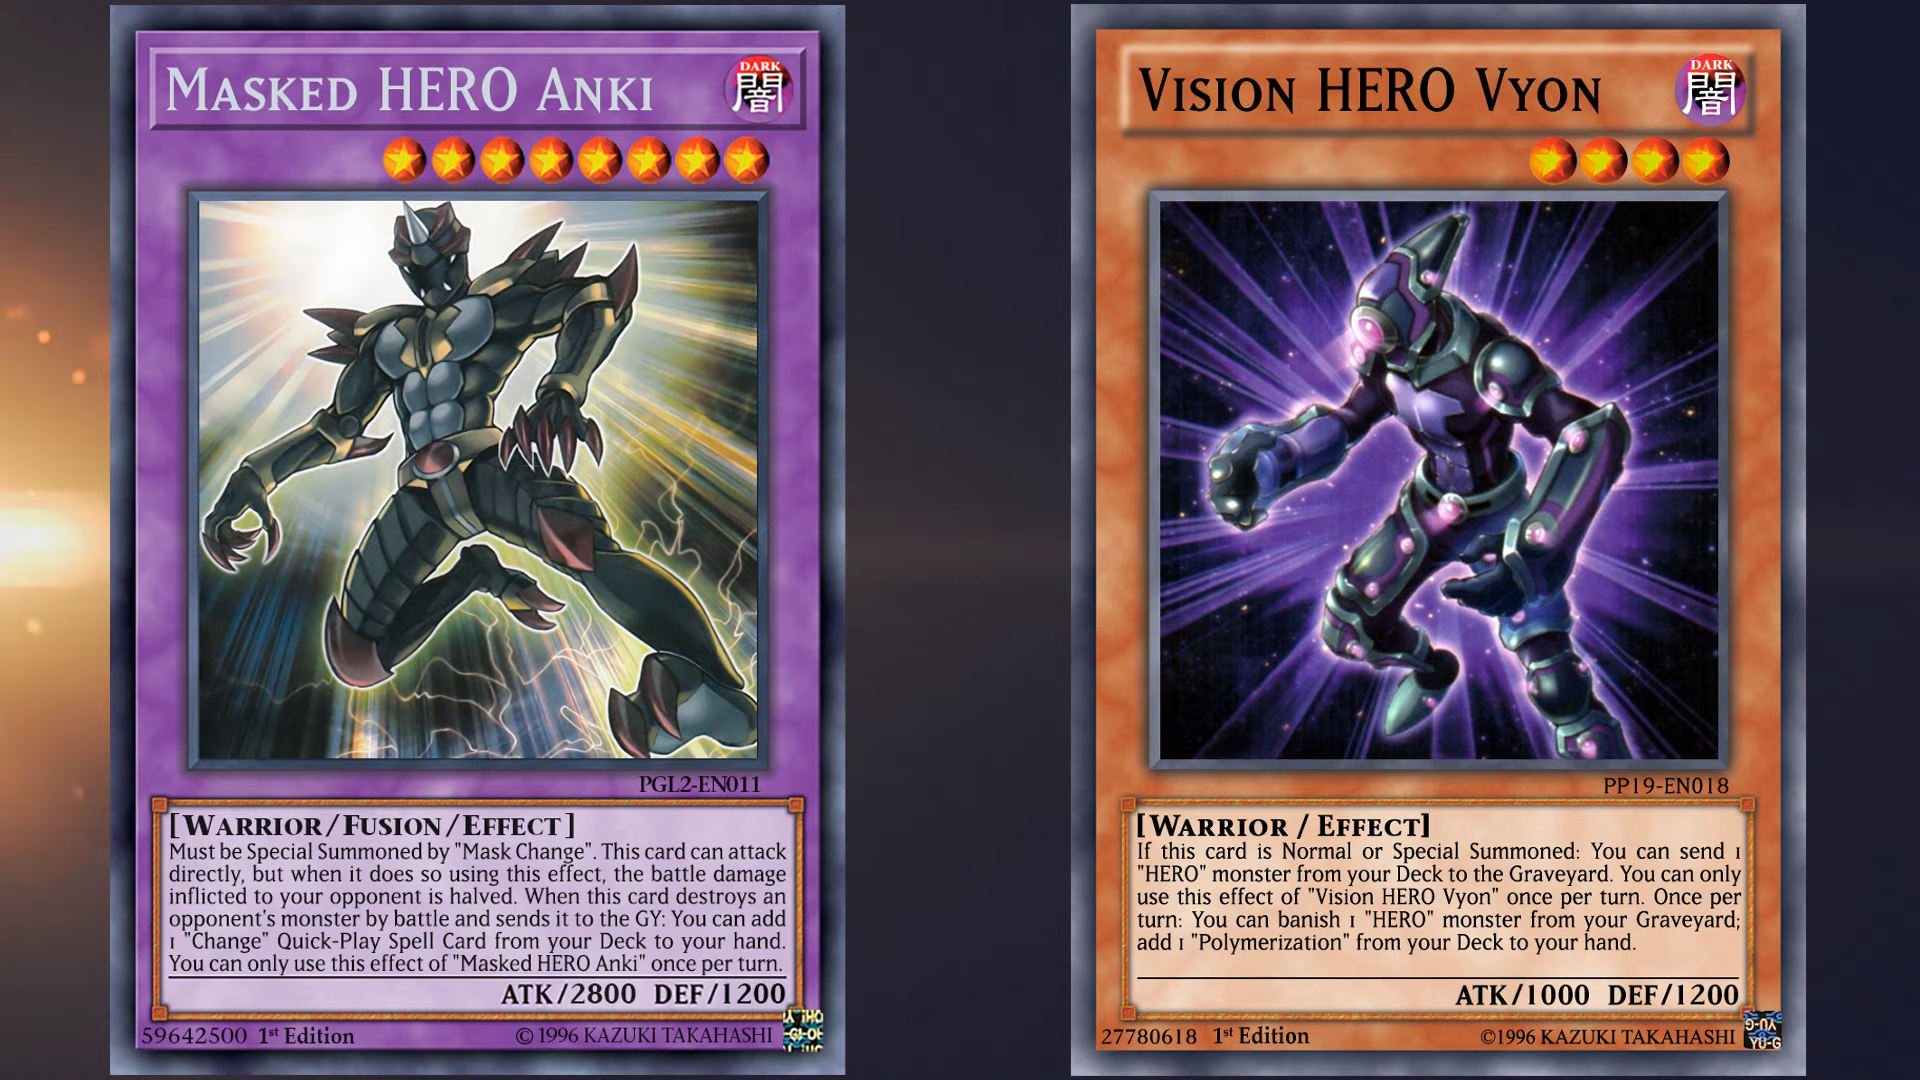 MASKED HERO ANKI
DARK
闇
PGL2-EN011
[WARRIOR/FUSION/EFFECT]
Must be Special Summoned by "Mask Change". This card can attack
directly, but when it does so using this effect, the battle damage
inflicted to your opponent is halved. When this card destroys an
opponent's monster by battle and sends it to the GY: You can add
1 "Change" Quick-Play Spell Card from your Deck to your hand.
You can only use this effect of "Masked HERO Anki" once per turn.
ATK/2800 DEF/1200
59642500 1st Edition
© 1996 KAZUKI TAKAHASHI
VISION HERO VYON
DARK
闇
PP19-EN018
[WARRIOR / EFFECT]
If this card is Normal or Special Summoned: You can send 1
"HERO" monster from your Deck to the Graveyard. You can only
use this effect of "Vision HERO Vyon" once per turn. Once per
turn: You can banish 1 "HERO" monster from your Graveyard;
add 1 "Polymerization" from your Deck to your hand.
ATK/1000 DEF/1200
27780618 1st Edition
©1996 KAZUKI TAKAHASHI